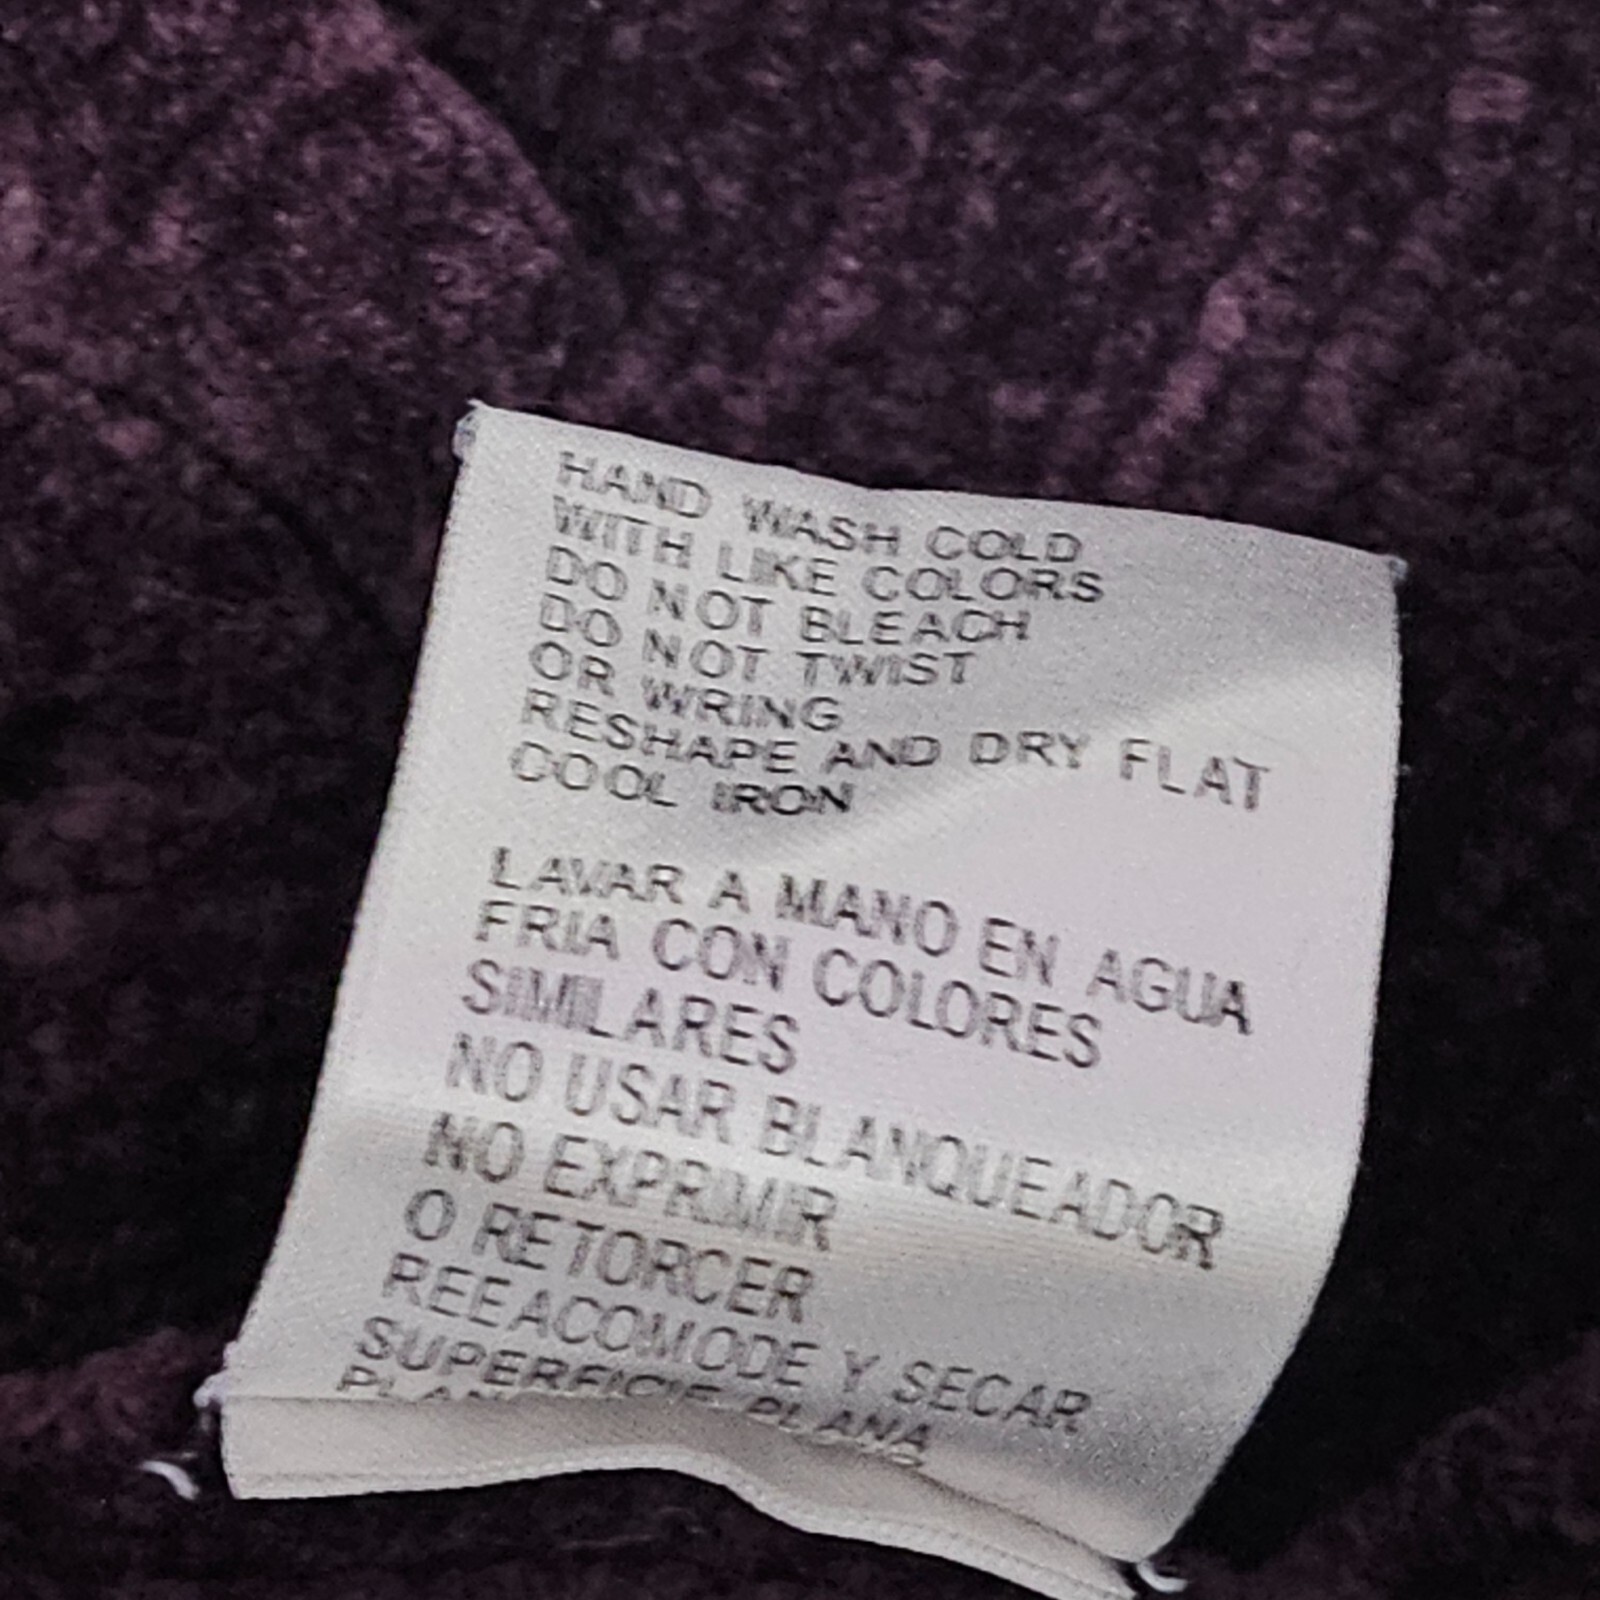 HAND WASH COLD
WITH LIKE COLORS
DO NOT BLEACH
DO NOT TWIST
OR WRING
RESHAPE AND DRY FLAT
COOL IRON
LAVAR A MANO EN AGUA
FRIA CON COLORES
SIMILARES
NO USAR BLANQUEADOR
NO EXPRIMIR
O RETORCER
REEACOMODE Y SECAR
SUPERFICIE PLANA